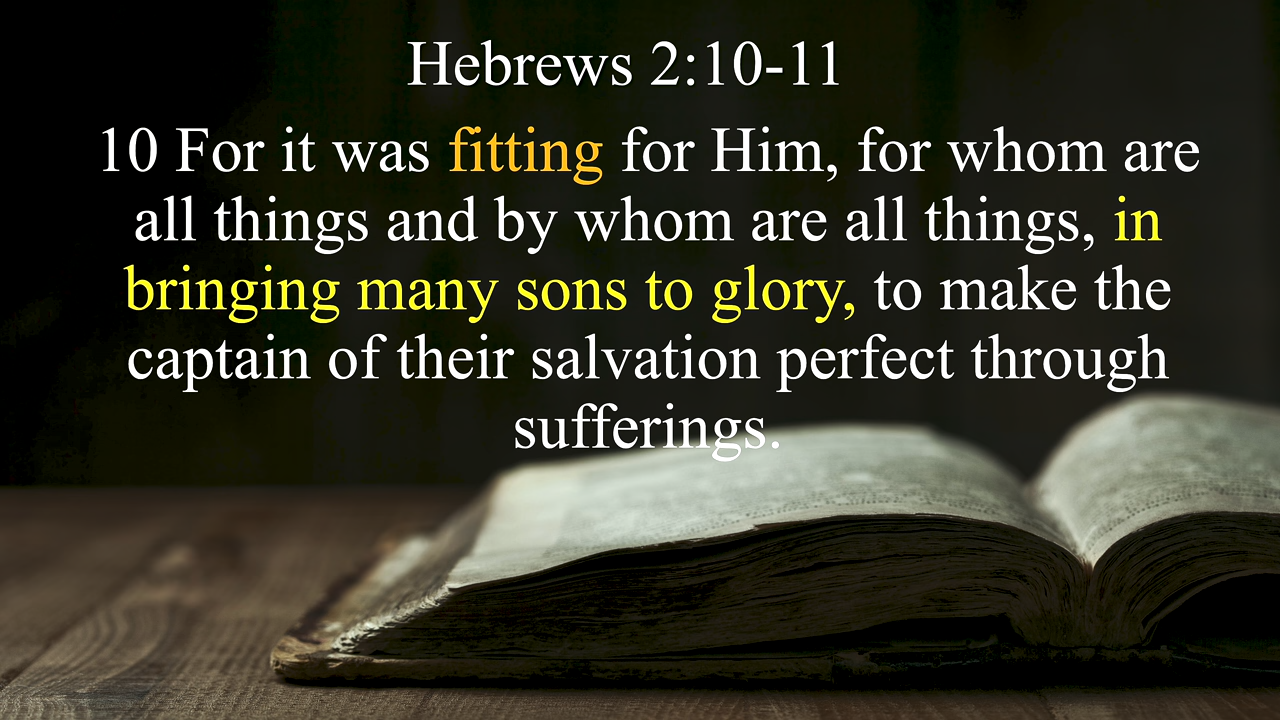 Hebrews 2:10-11
10 For it was fitting for Him, for whom are
all things and by whom are all things, in
bringing many sons to glory, to make the
captain of their salvation perfect through
sufferings.